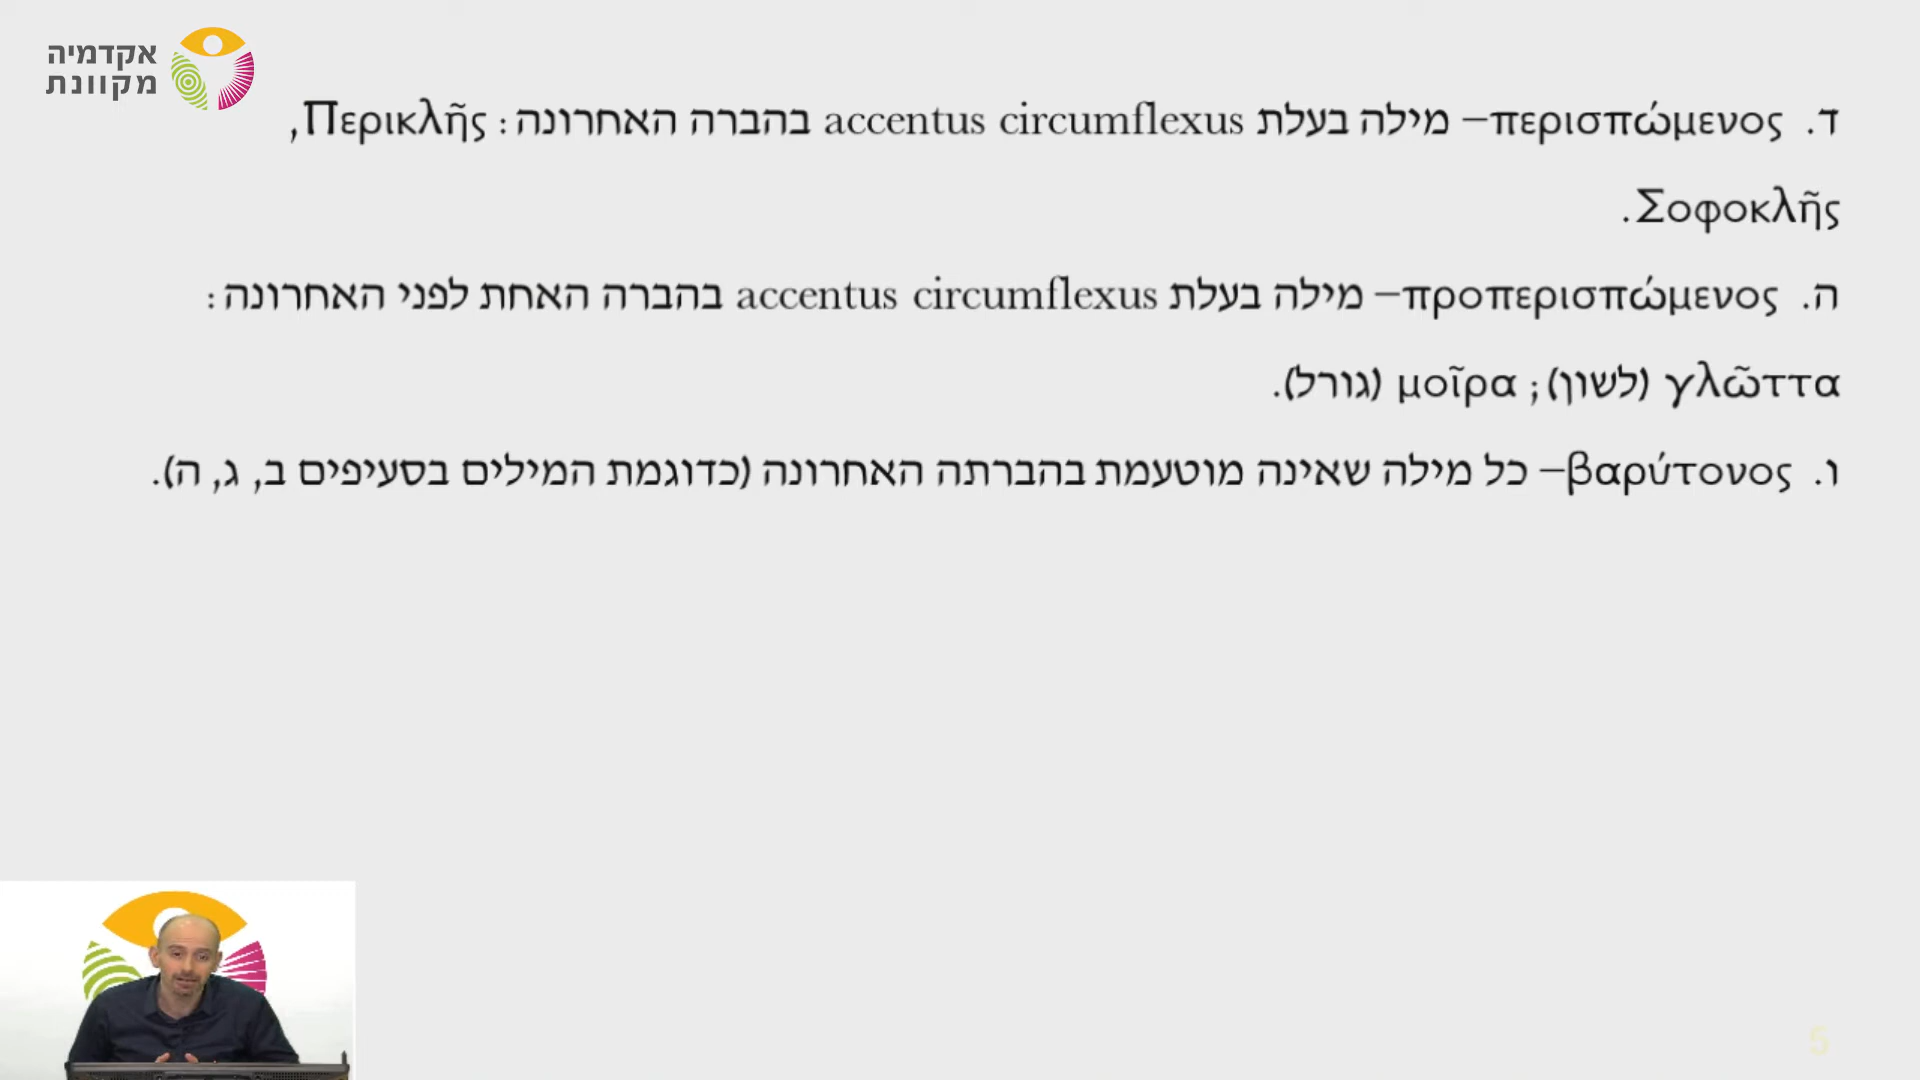 אקדמיה
מקוונת
ד. περισπώμενος– מילה בעלת accentus circumflexus בהברה האחרונה: Περικλῆς,
Σοφοκλῆς.
ה. προπερισπώμενος– מילה בעלת accentus circumflexus בהברה האחת לפני האחרונה:
γλῶττα (לשון); μοῖρα (גורל).
ו. βαρύτονος– כל מילה שאינה מוטעמת בהברתה האחרונה (כדוגמת המילים בסעיפים ב, ג, ה).
5